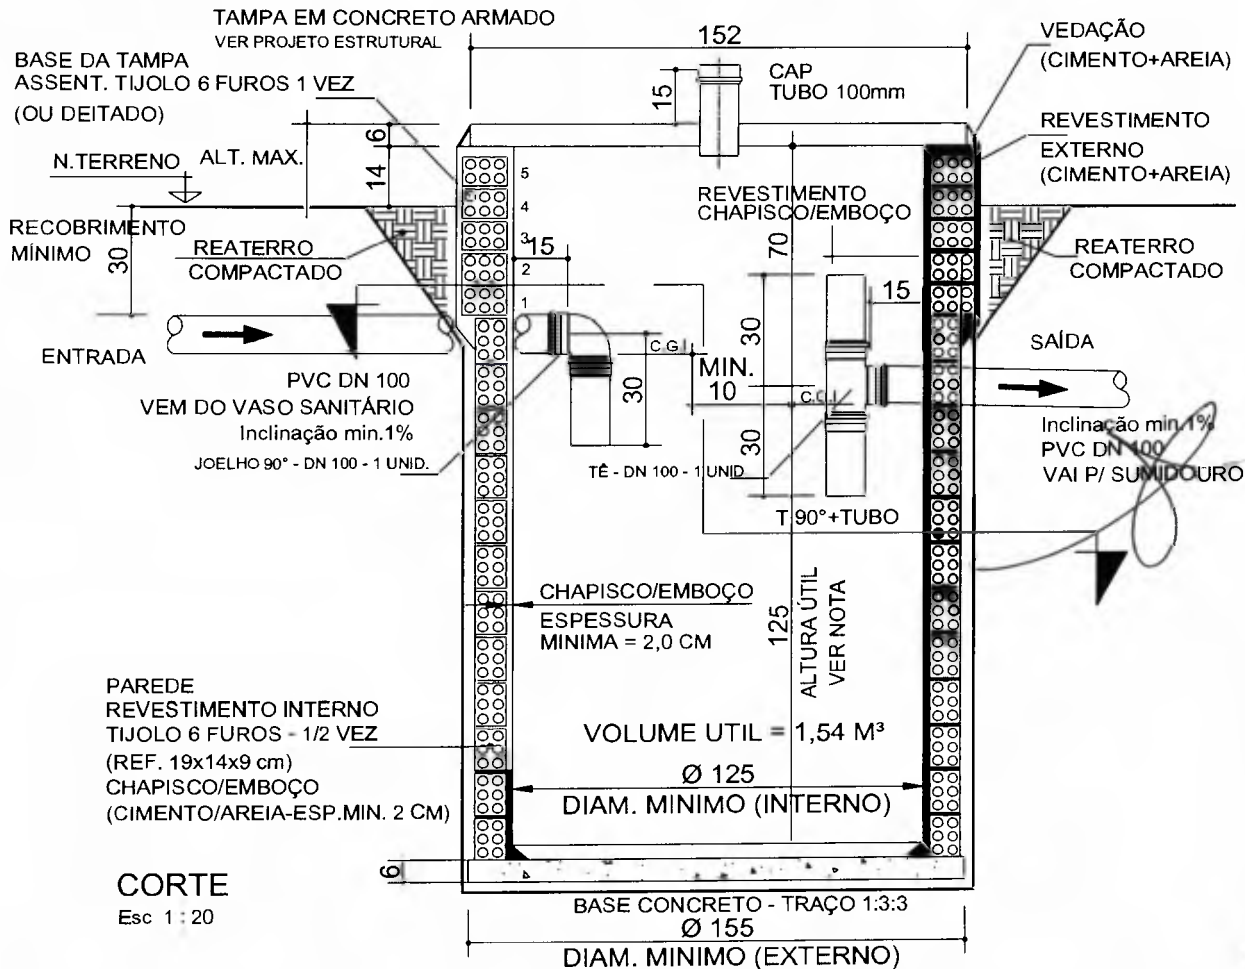 TAMPA EM CONCRETO ARMADO
VER PROJETO ESTRUTURAL
BASE DA TAMPA
ASSENT. TIJOLO 6 FUROS 1 VEZ
(OU DEITADO)
N.TERRENO
ALT. MAX.
6
14
RECOBRIMENTO
MÍNIMO
30
REATERRO
COMPACTADO
ENTRADA
PVC DN 100
VEM DO VASO SANITÁRIO
Inclinação min.1%
JOELHO 90° - DN 100 - 1 UNID.
152
15
CAP
TUBO 100mm
VEDAÇÃO
(CIMENTO+AREIA)
REVESTIMENTO
EXTERNO
(CIMENTO+AREIA)
5
4
3
2
1
15
REVESTIMENTO
CHAPISCO/EMBOÇO
70
15
REATERRO
COMPACTADO
30
C.G.I.
MIN.
10
30
30
C.G.I.
TÊ - DN 100 - 1 UNID
T 90°+TUBO
SAÍDA
Inclinação min.1%
PVC DN 100
VAI P/ SUMIDOURO
CHAPISCO/EMBOÇO
ESPESSURA
MINIMA = 2,0 CM
125
ALTURA ÚTIL
VER NOTA
PAREDE
REVESTIMENTO INTERNO
TIJOLO 6 FUROS - 1/2 VEZ
(REF. 19x14x9 cm)
CHAPISCO/EMBOÇO
(CIMENTO/AREIA-ESP.MIN. 2 CM)
VOLUME UTIL = 1,54 M³
Ø 125
DIAM. MINIMO (INTERNO)
6
CORTE
Esc 1:20
BASE CONCRETO - TRAÇO 1:3:3
Ø 155
DIAM. MINIMO (EXTERNO)